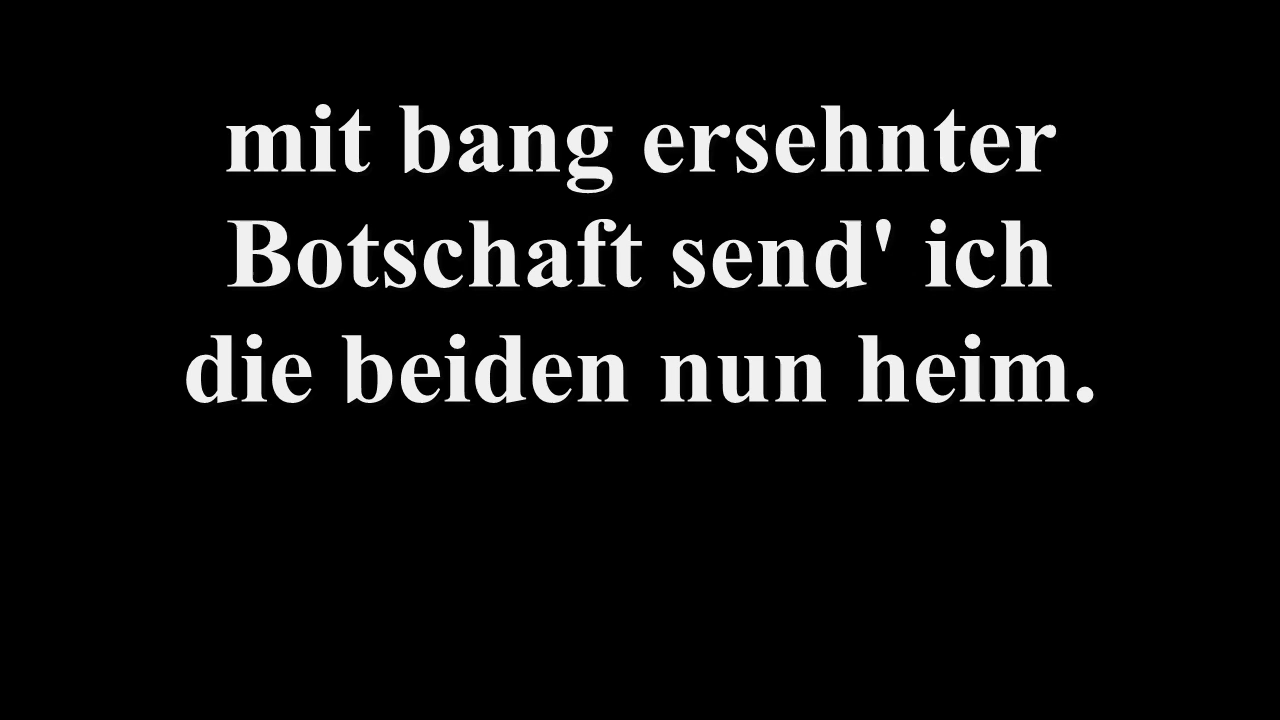 mit bang ersehnter
Botschaft send' ich
die beiden nun heim.